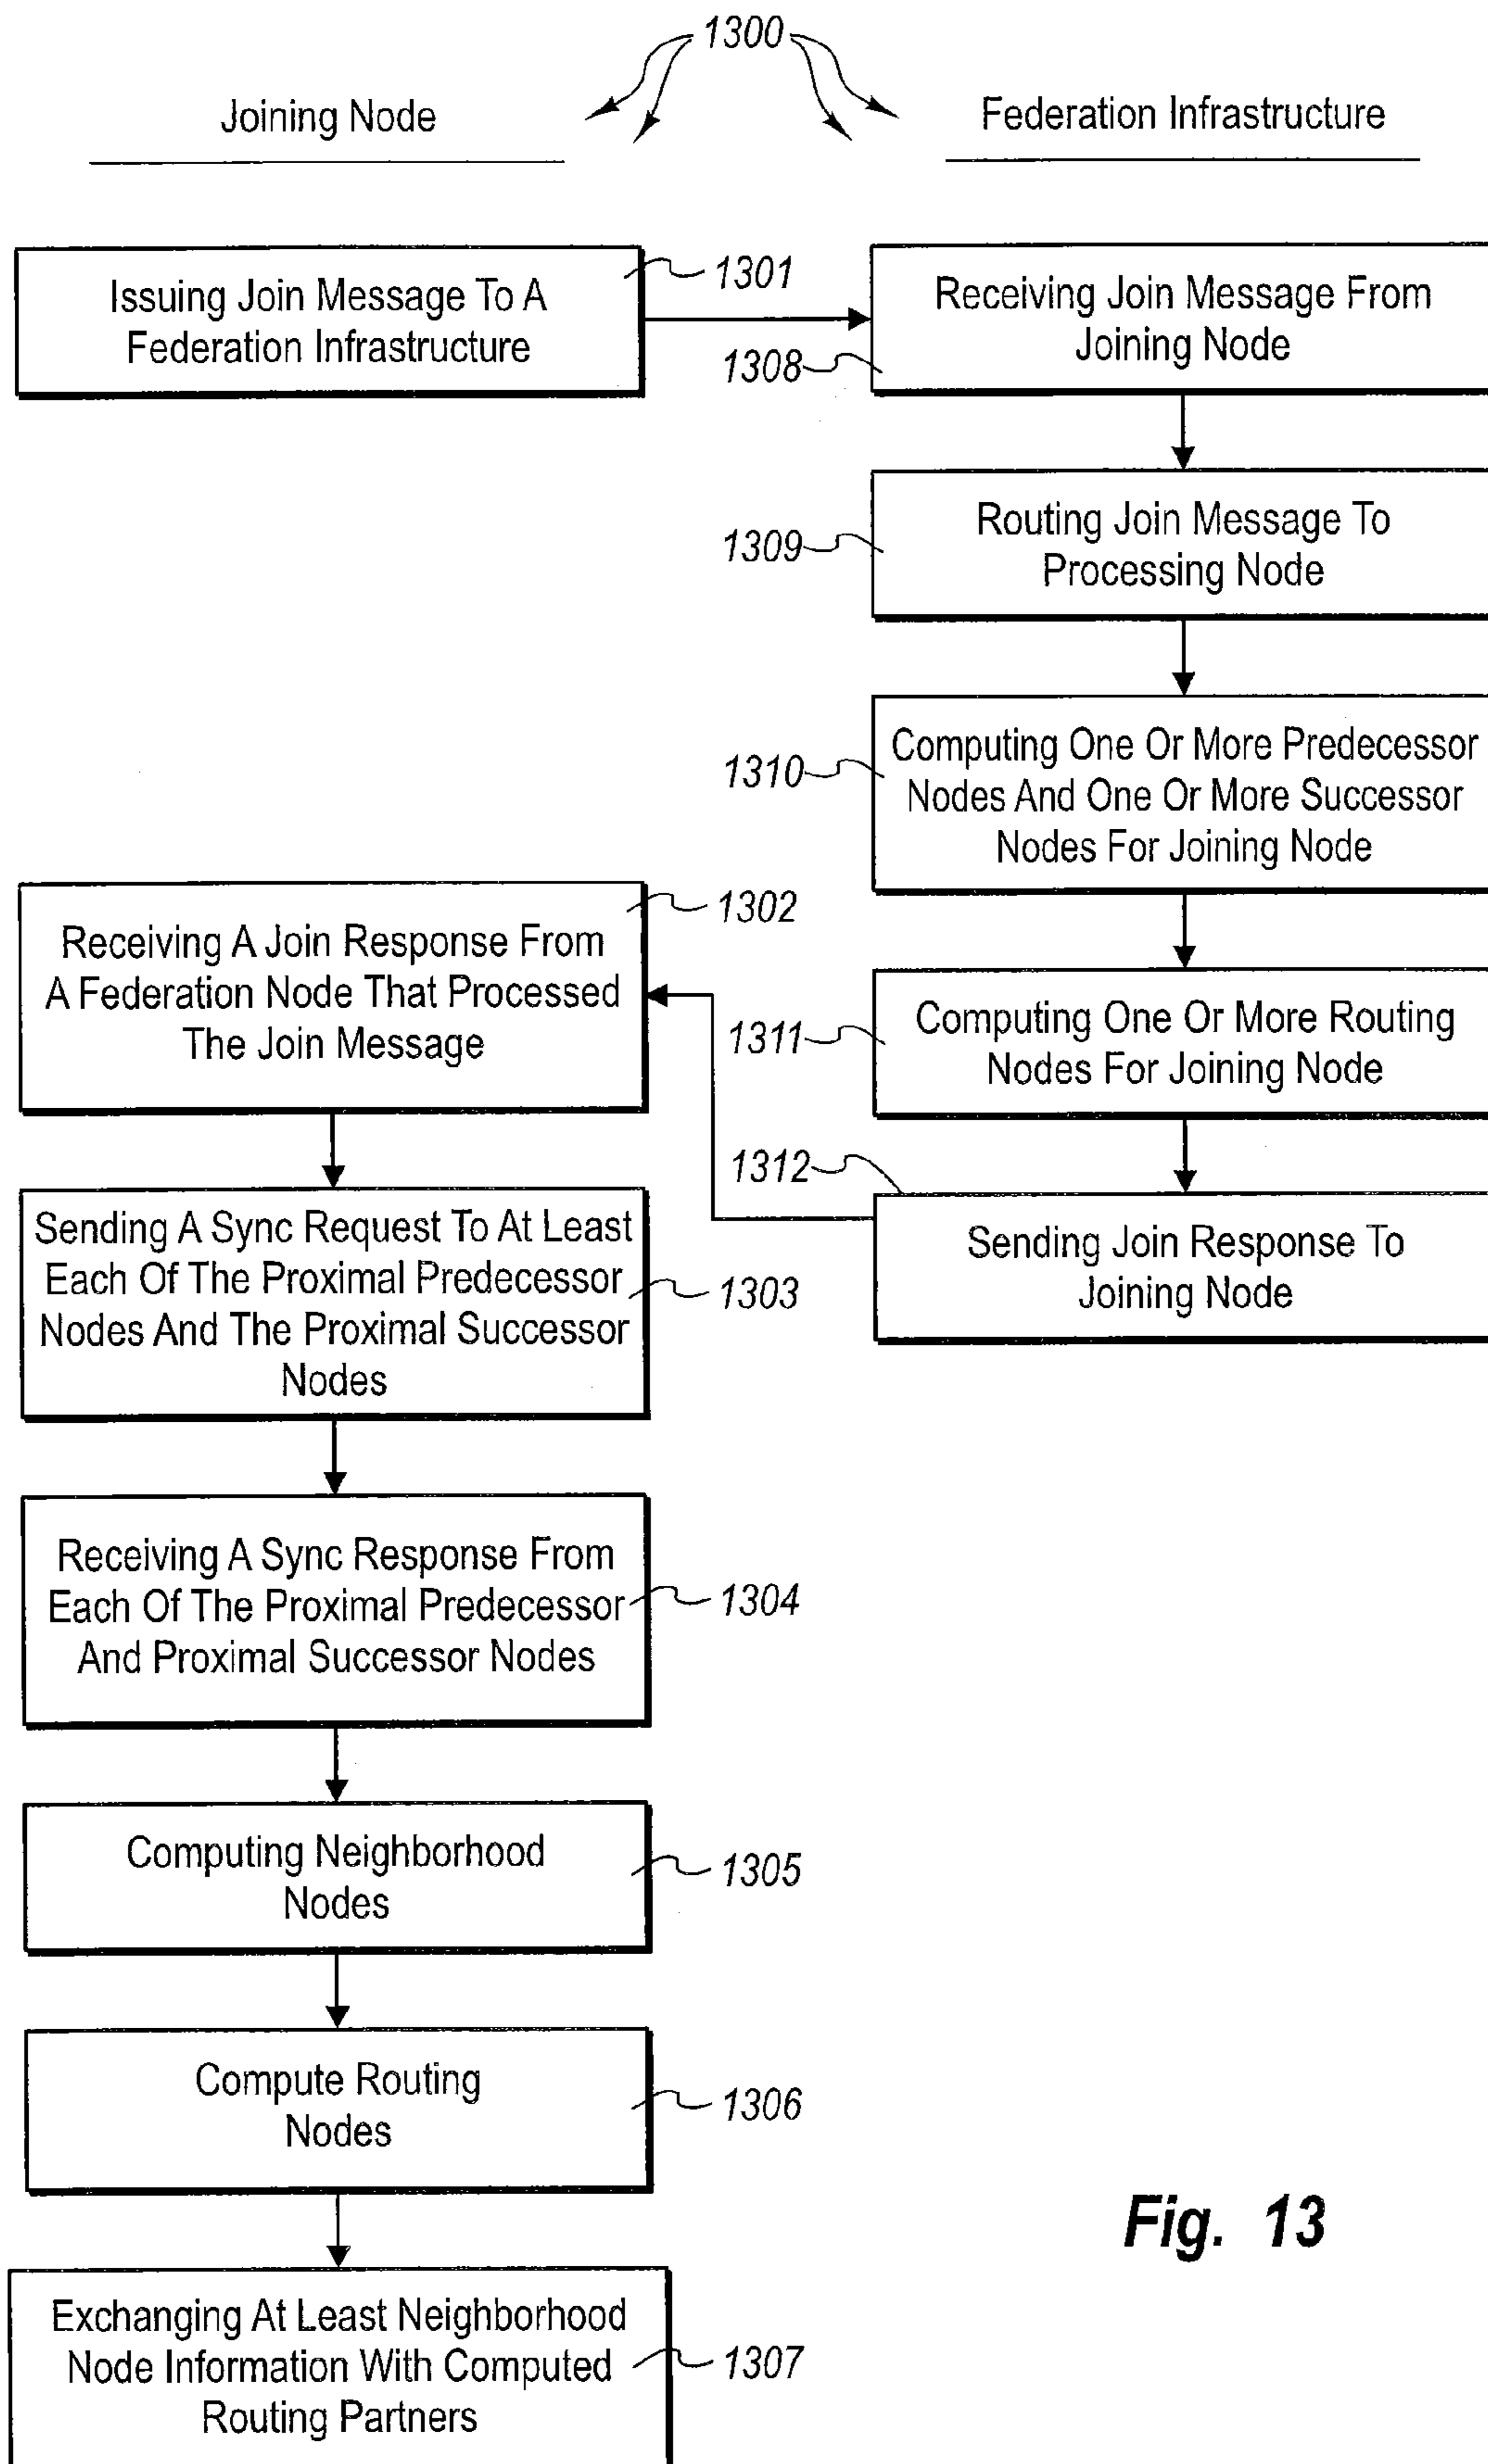 1300
Joining Node
Federation Infrastructure
Issuing Join Message To A
Federation Infrastructure
1301
Receiving Join Message From
Joining Node
1308
Routing Join Message To
Processing Node
1309
Computing One Or More Predecessor
Nodes And One Or More Successor
Nodes For Joining Node
1310
Receiving A Join Response From
A Federation Node That Processed
The Join Message
1302
Computing One Or More Routing
Nodes For Joining Node
1311
1312
Sending Join Response To
Joining Node
Sending A Sync Request To At Least
Each Of The Proximal Predecessor
Nodes And The Proximal Successor
Nodes
1303
Receiving A Sync Response From
Each Of The Proximal Predecessor
And Proximal Successor Nodes
1304
Computing Neighborhood
Nodes
1305
Compute Routing
Nodes
1306
Exchanging At Least Neighborhood
Node Information With Computed
Routing Partners
1307
Fig. 13